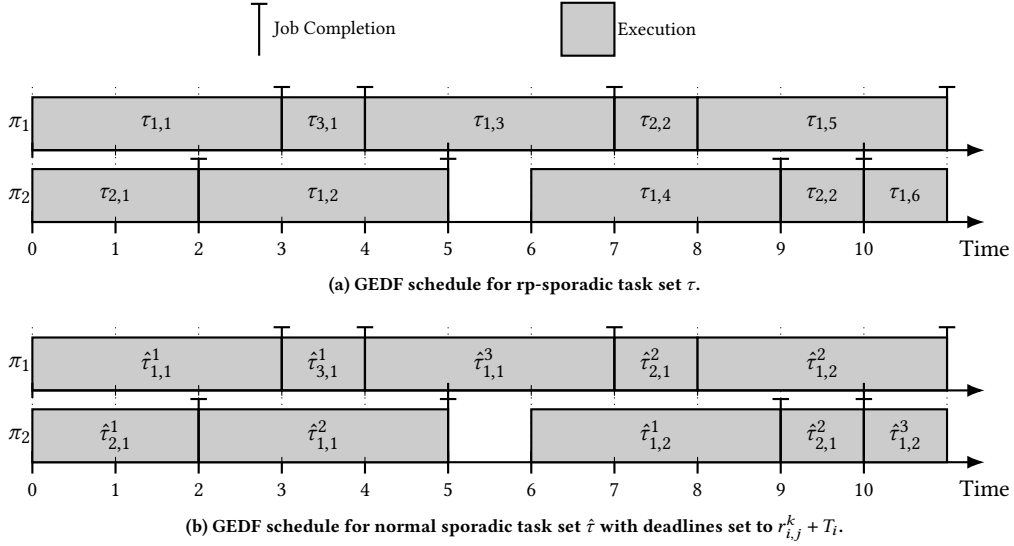 Job Completion Execution
π₁ τ₁,₁ τ₃,₁ τ₁,₃ τ₂,₂ τ₁,₅
π₂ τ₂,₁ τ₁,₂ τ₁,₄ τ₂,₂ τ₁,₆
0 1 2 3 4 5 6 7 8 9 10 Time
(a) GEDF schedule for rp-sporadic task set τ.
π₁ τ̂¹₁,₁ τ̂¹₃,₁ τ̂³₁,₁ τ̂²₂,₁ τ̂²₁,₂
π₂ τ̂¹₂,₁ τ̂²₁,₁ τ̂¹₁,₂ τ̂²₂,₁ τ̂³₁,₂
0 1 2 3 4 5 6 7 8 9 10 Time
(b) GEDF schedule for normal sporadic task set τ̂ with deadlines set to rᵏᵢ,ⱼ + Tᵢ.